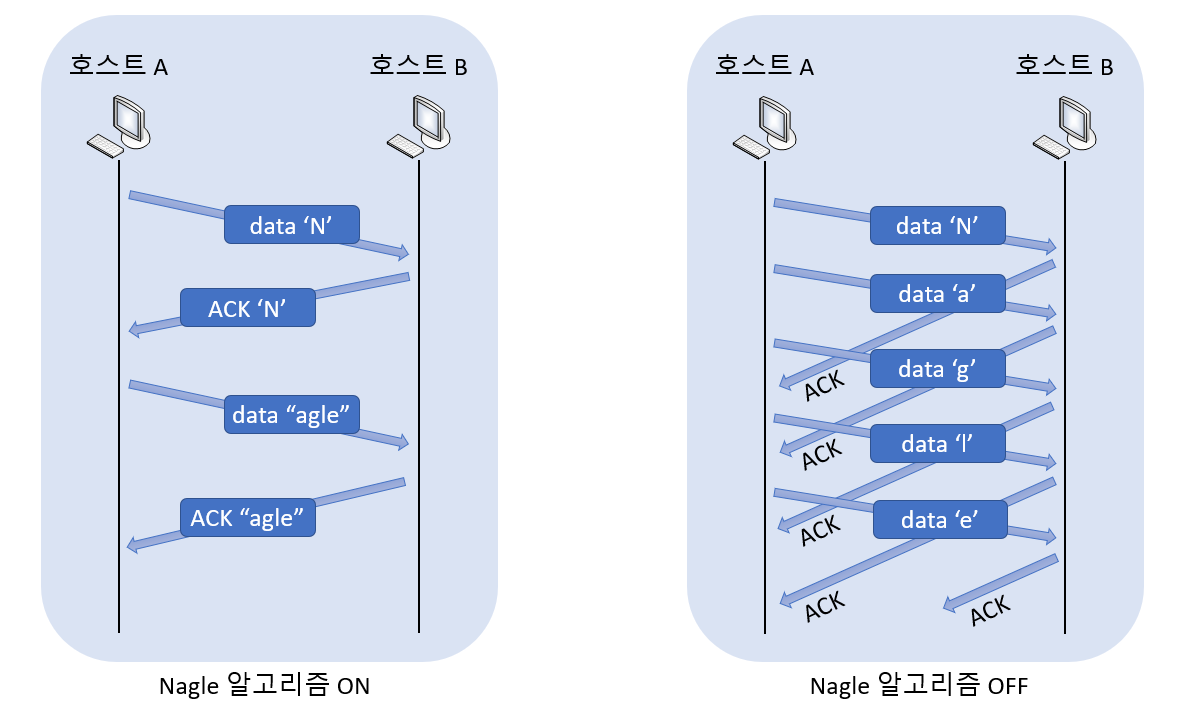 호스트 A
호스트 B
data ‘N’
ACK ‘N’
data “agle”
ACK “agle”
Nagle 알고리즘 ON
호스트 A
호스트 B
data ‘N’
data ‘a’
data ‘g’
ACK
data ‘l’
ACK
data ‘e’
ACK
ACK
ACK
Nagle 알고리즘 OFF